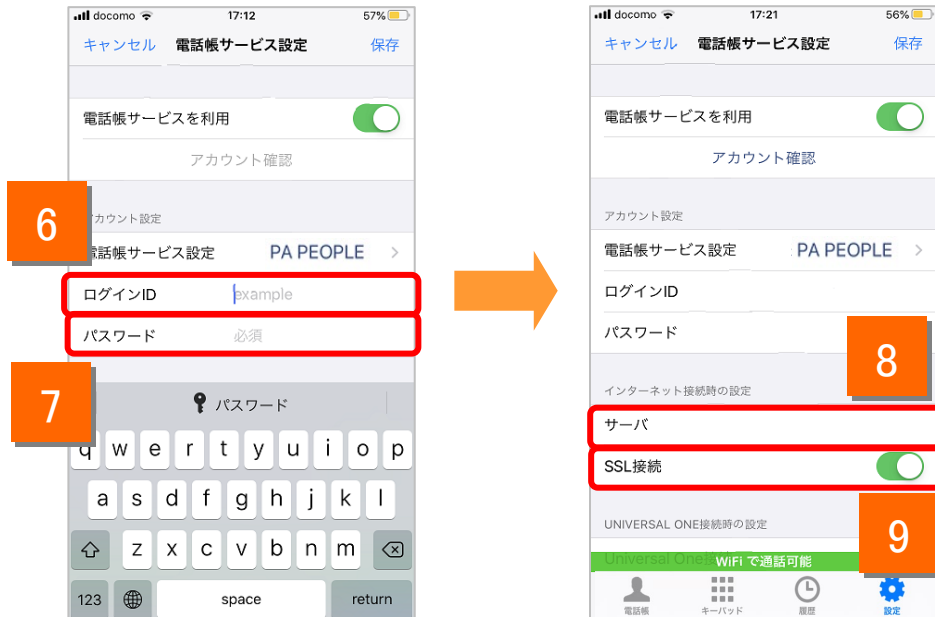 docomo 17:12 57%
キャンセル 電話帳サービス設定 保存
電話帳サービスを利用
アカウント確認
6
カウント設定
電話帳サービス設定 PA PEOPLE >
ログインID example
パスワード 必須
7
パスワード
q w e r t y u i o p
a s d f g h j k l
z x c v b n m
123 space return
docomo 17:21 56%
キャンセル 電話帳サービス設定 保存
電話帳サービスを利用
アカウント確認
アカウント設定
電話帳サービス設定 PA PEOPLE >
ログインID
パスワード
8
インターネット接続時の設定
サーバ
SSL接続
UNIVERSAL ONE接続時の設定
9
Universal One
WiFi で通話可能
電話帳 キーパッド 履歴 設定